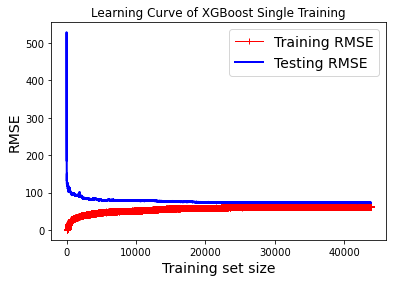 Learning Curve of XGBoost Single Training
Training RMSE
Testing RMSE
500
400
300
200
100
0
RMSE
0 10000 20000 30000 40000
Training set size